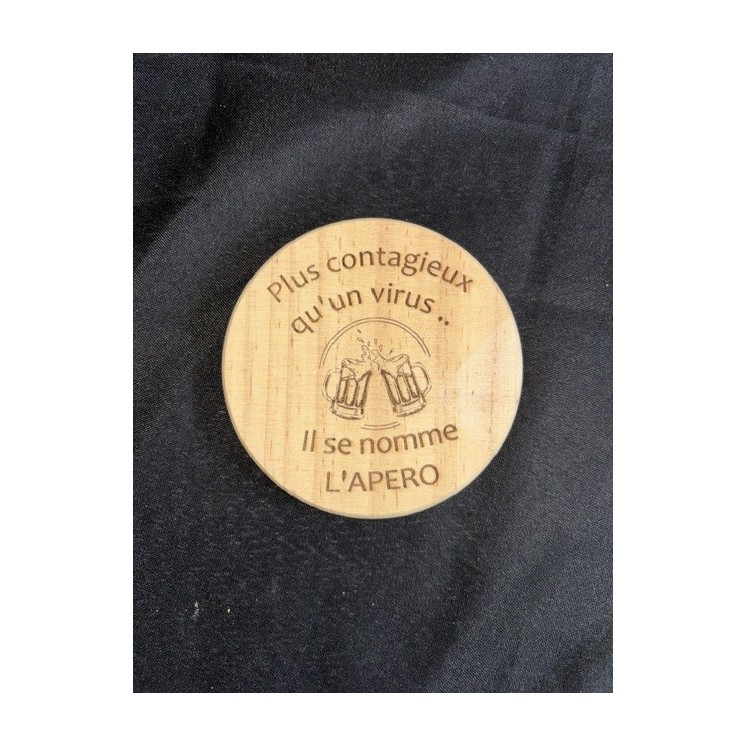 Plus contagieux
qu'un virus..
Il se nomme
L'APERO